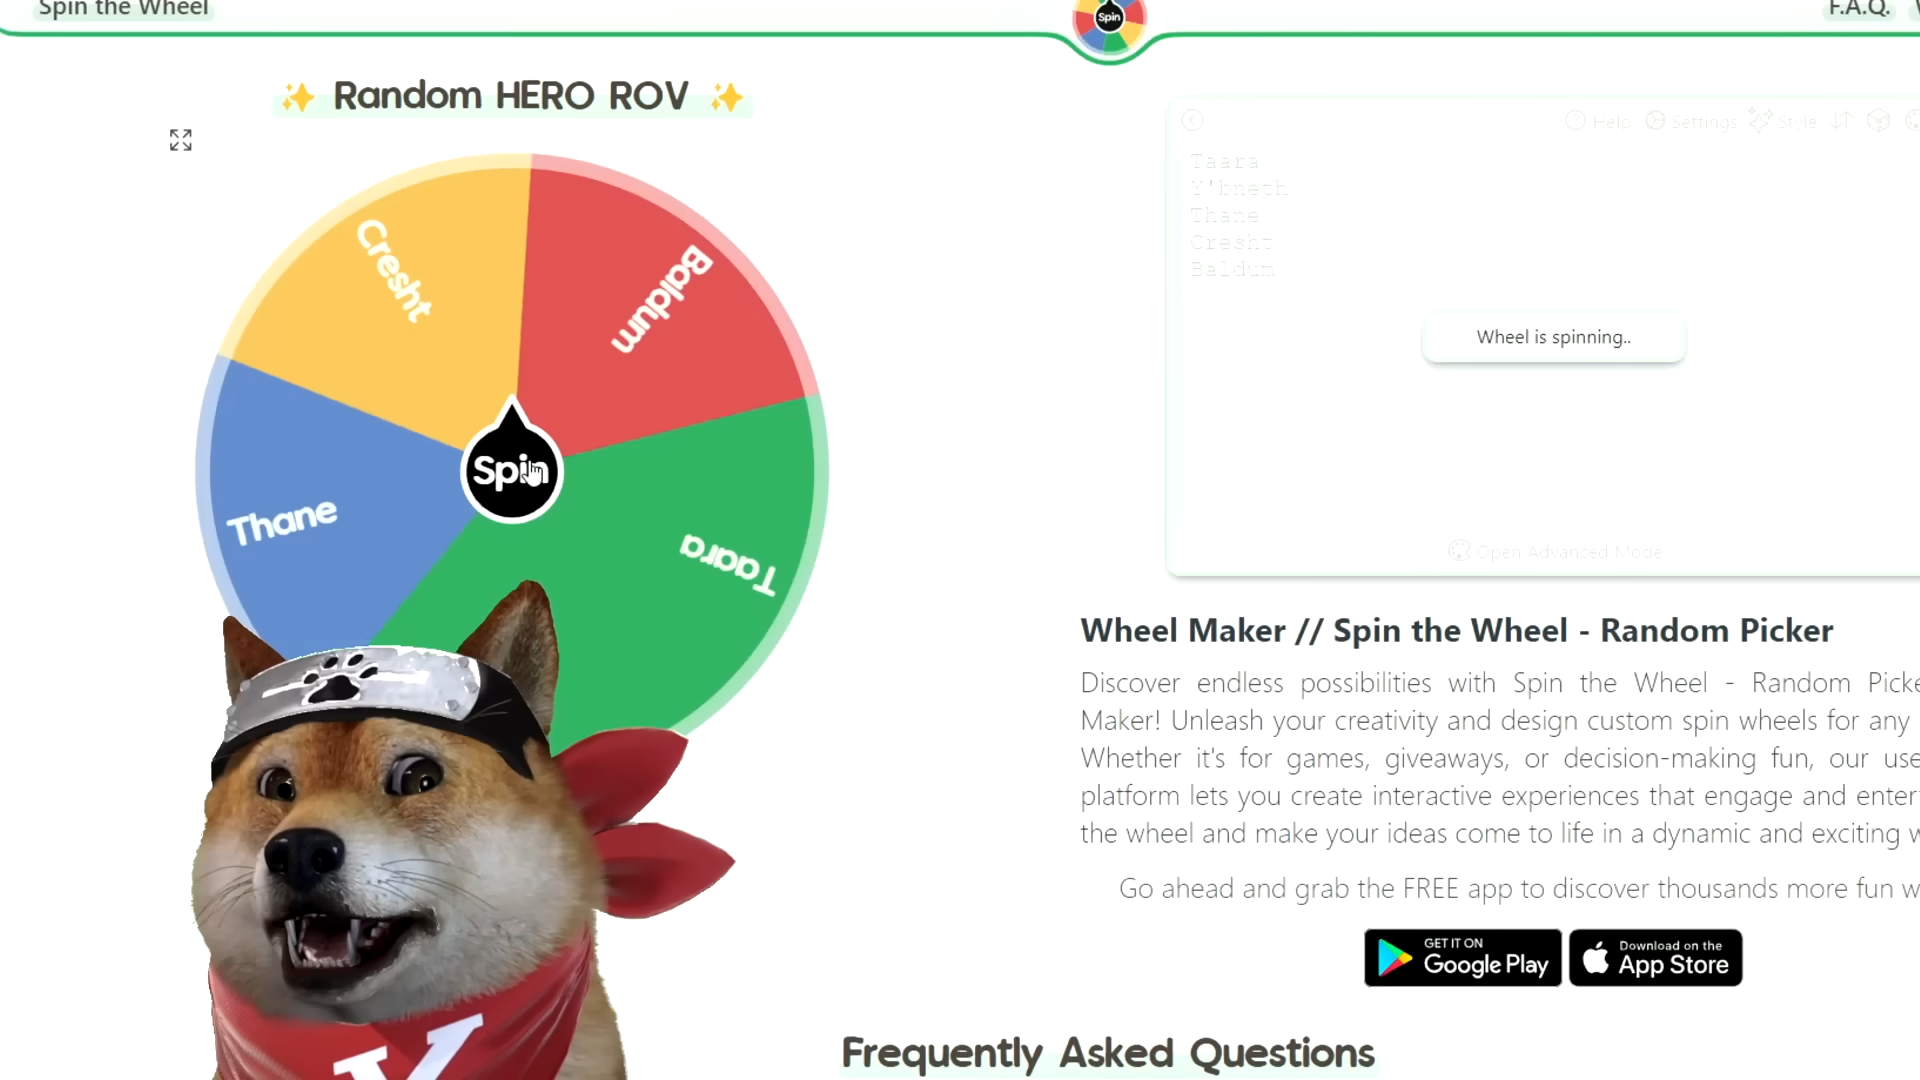 Spin the Wheel
Spin
F.A.Q.
✨ Random HERO ROV ✨
Help
Settings
Style
Taara
Y'bneth
Thane
Cresht
Baldum
Wheel is spinning..
Open Advanced Mode
Cresht
Baldum
Thane
Taara
Spin
Wheel Maker // Spin the Wheel - Random Picker
Discover endless possibilities with Spin the Wheel - Random Picke
Maker! Unleash your creativity and design custom spin wheels for any
Whether it's for games, giveaways, or decision-making fun, our use
platform lets you create interactive experiences that engage and enter
the wheel and make your ideas come to life in a dynamic and exciting w
Go ahead and grab the FREE app to discover thousands more fun w
GET IT ON
Google Play
Download on the
App Store
Frequently Asked Questions